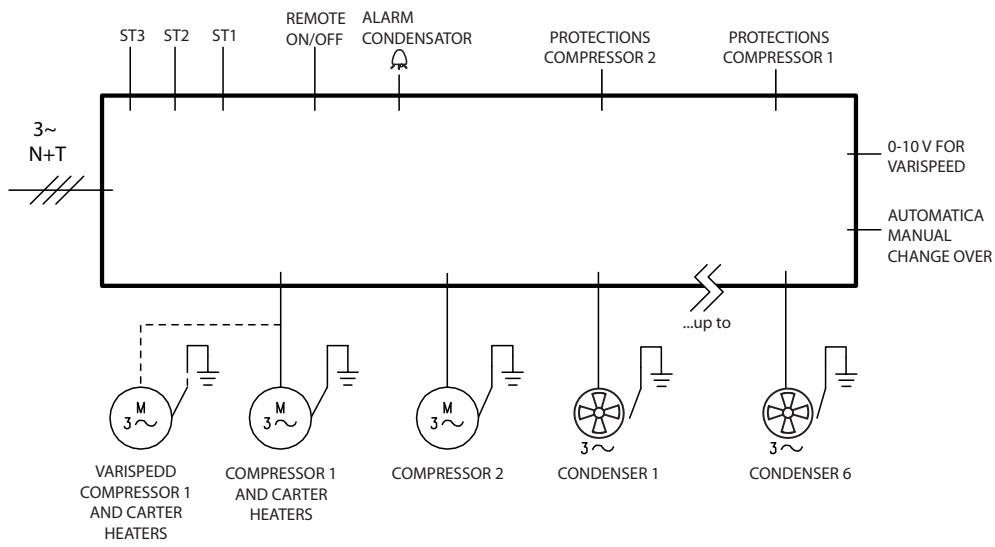 ST3
ST2
ST1
REMOTE
ON/OFF
ALARM
CONDENSATOR
PROTECTIONS
COMPRESSOR 2
PROTECTIONS
COMPRESSOR 1
3~
N+T
0-10 V FOR
VARISPEED
AUTOMATICA
MANUAL
CHANGE OVER
...up to
M
3~
M
3~
M
3~
3~
3~
VARISPEDD
COMPRESSOR 1
AND CARTER
HEATERS
COMPRESSOR 1
AND CARTER
HEATERS
COMPRESSOR 2
CONDENSER 1
CONDENSER 6